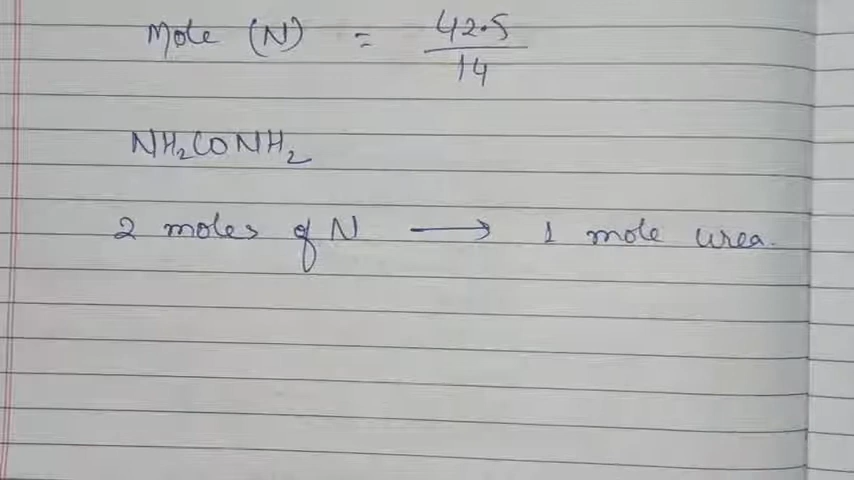 Mole (N) = 42.5 / 14
NH₂CONH₂
2 moles of N → 1 mole urea.